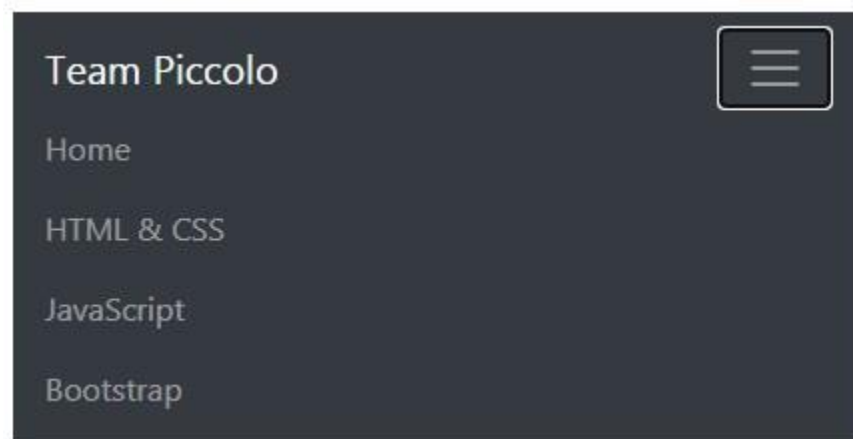 Team Piccolo
Home
HTML & CSS
JavaScript
Bootstrap